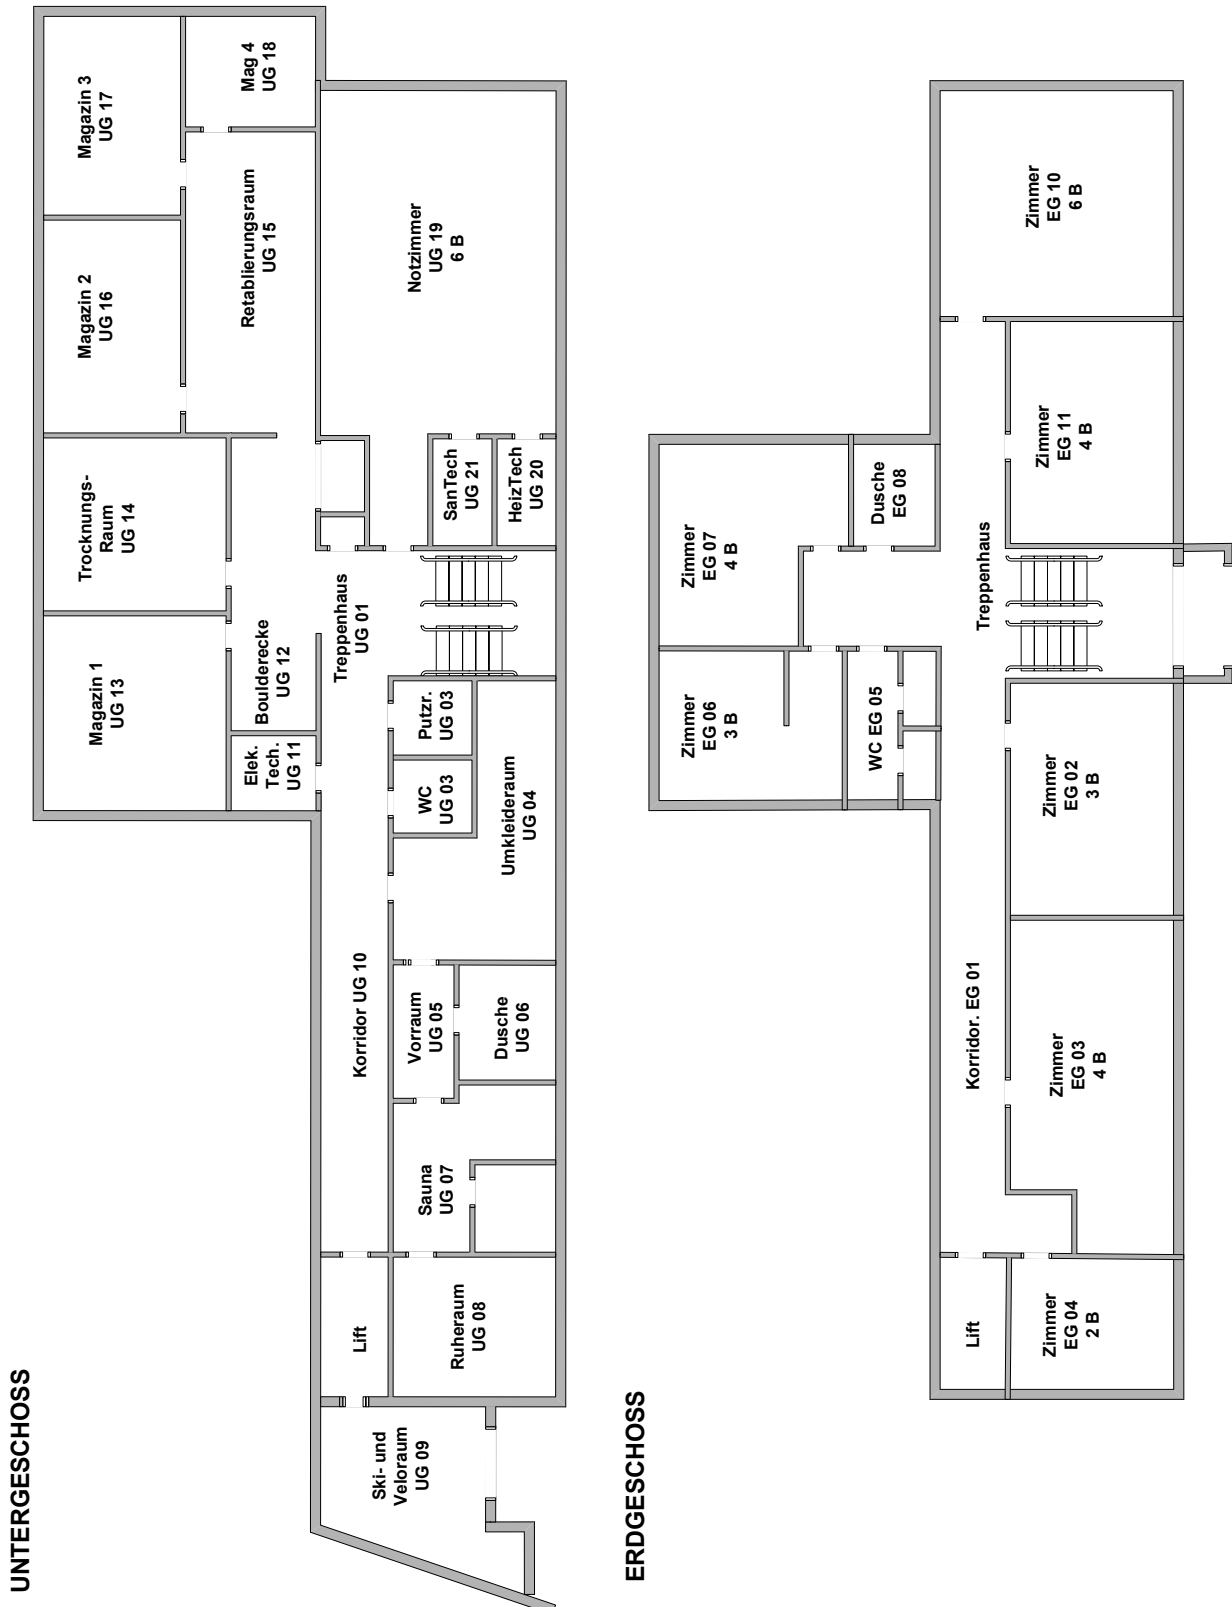 UNTERGESCHOSS
Magazin 3
UG 17
Mag 4
UG 18
Magazin 2
UG 16
Retablierungsraum
UG 15
Notzimmer
UG 19
6 B
Trocknungs-
Raum
UG 14
SanTech
UG 21
HeizTech
UG 20
Magazin 1
UG 13
Boulderecke
UG 12
Treppenhaus
UG 01
Elek.
Tech.
UG 11
Putzr.
UG 03
WC
UG 03
Umkleideraum
UG 04
Korridor UG 10
Vorraum
UG 05
Dusche
UG 06
Sauna
UG 07
Lift
Ruheraum
UG 08
Ski- und
Veloraum
UG 09
ERDGESCHOSS
Zimmer
EG 10
6 B
Zimmer
EG 11
4 B
Dusche
EG 08
Zimmer
EG 07
4 B
Treppenhaus
Zimmer
EG 06
3 B
WC EG 05
Zimmer
EG 02
3 B
Korridor. EG 01
Zimmer
EG 03
4 B
Lift
Zimmer
EG 04
2 B